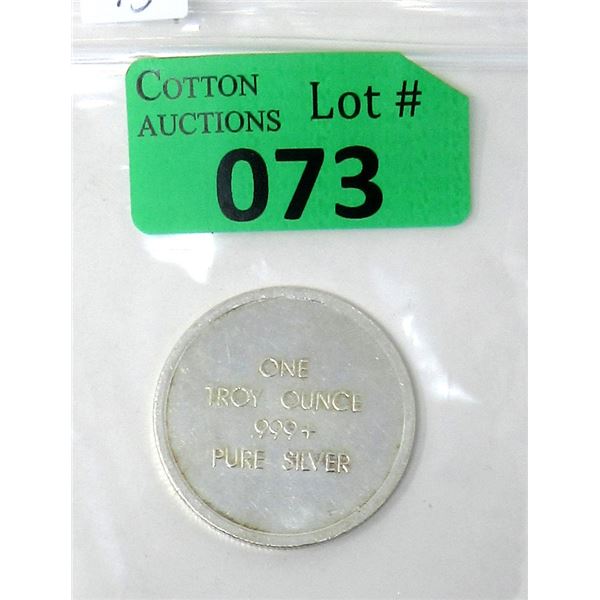 COTTON
AUCTIONS
Lot #
073
ONE
TROY OUNCE
.999+
PURE SILVER